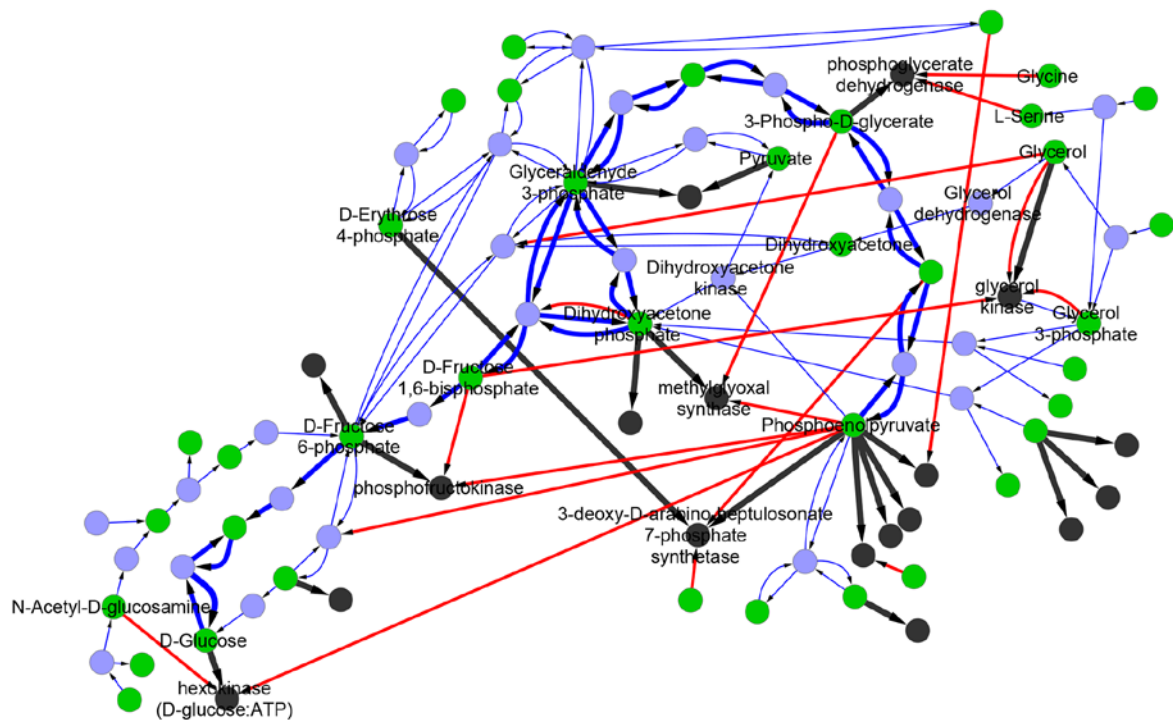 phosphoglycerate
dehydrogenase
Glycine
L-Serine
3-Phospho-D-glycerate
Glycerol
Pyruvate
Glyceraldehyde
3-phosphate
Glycerol
dehydrogenase
D-Erythrose
4-phosphate
Dihydroxyacetone
Dihydroxyacetone
kinase
glycerol
kinase
Glycerol
3-phosphate
Dihydroxyacetone
phosphate
D-Fructose
1,6-bisphosphate
methylglyoxal
synthase
Phosphoenolpyruvate
D-Fructose
6-phosphate
phosphofructokinase
3-deoxy-D-arabino-heptulosonate
7-phosphate
synthetase
N-Acetyl-D-glucosamine
D-Glucose
hexokinase
(D-glucose:ATP)